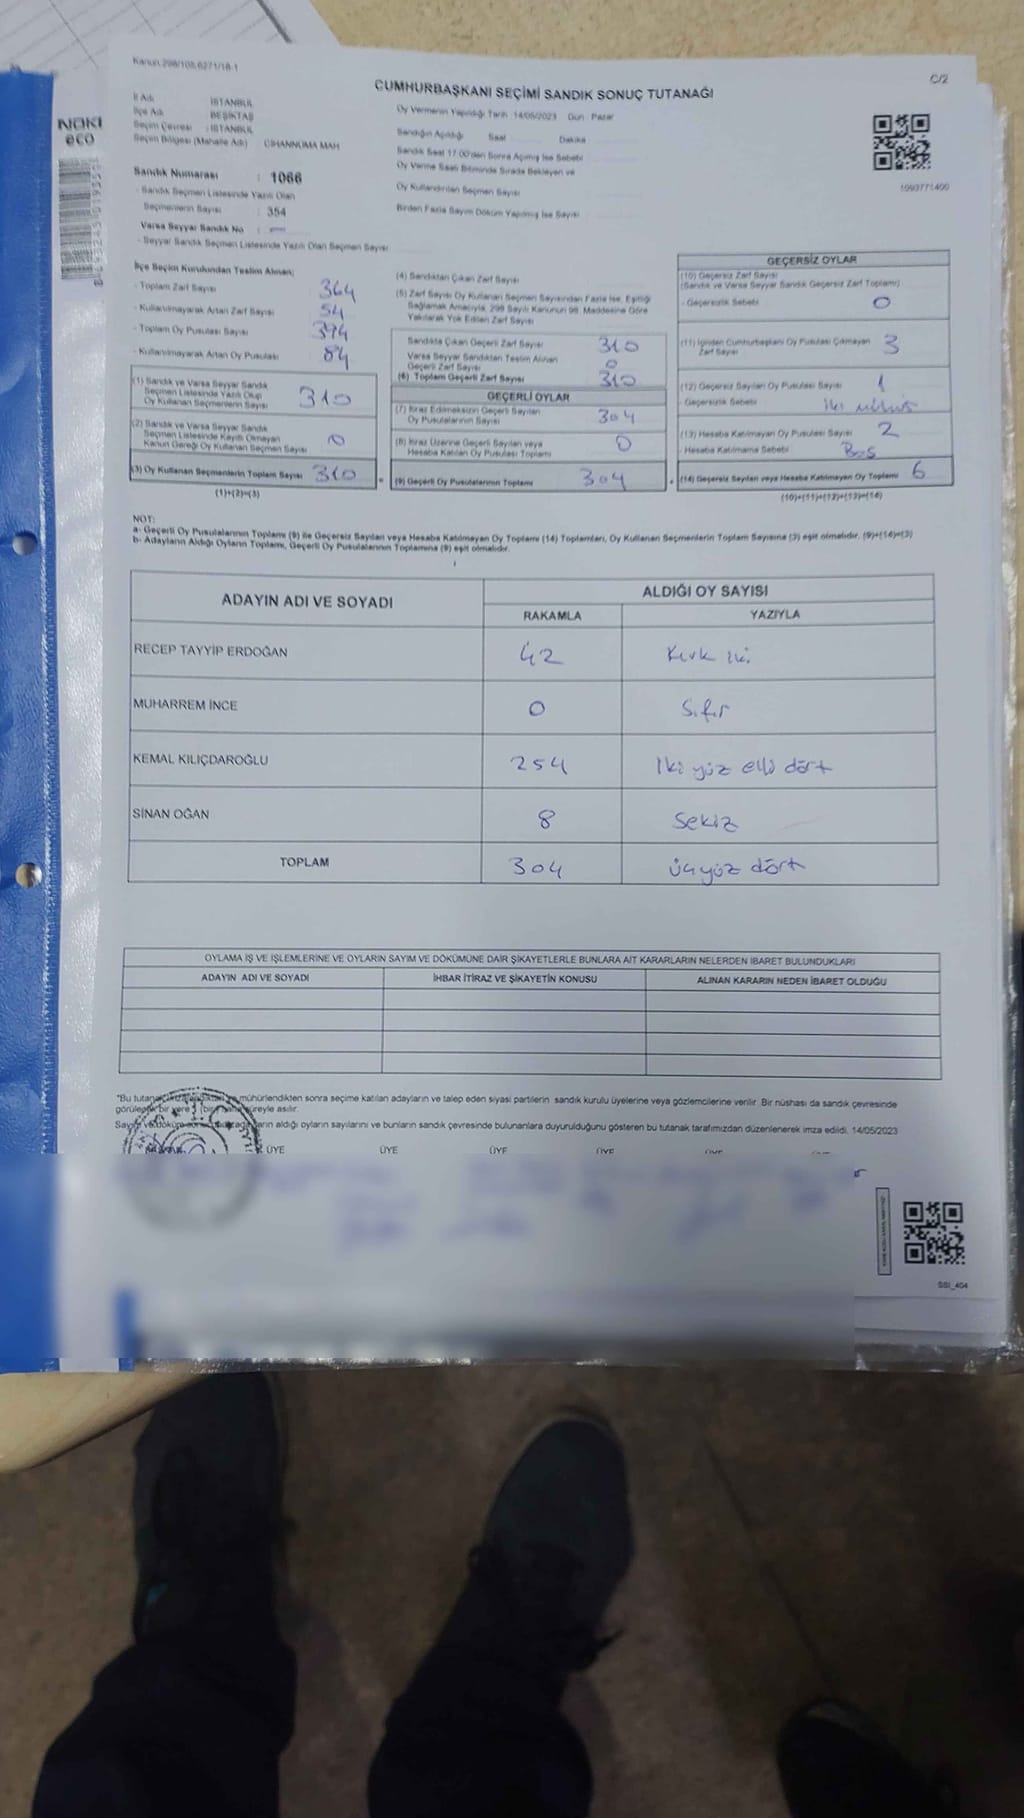 Kanun:298/105,6271/18-1
C/2
CUMHURBAŞKANI SEÇİMİ SANDIK SONUÇ TUTANAĞI
NOKI
eco
İl Adı : İSTANBUL
İlçe Adı : BEŞİKTAŞ
Seçim Çevresi : İSTANBUL
Seçim Bölgesi (Mahalle Adı) CİHANNÜMA MAH
Sandık Numarası : 1066
- Sandık Seçmen Listesinde Yazılı Olan
Seçmenlerin Sayısı : 354
Varsa Seyyar Sandık No :
- Seyyar Sandık Seçmen Listesinde Yazılı Olan Seçmen Sayısı
Oy Vermenin Yapıldığı Tarih 14/05/2023 Gün : Pazar
Sandığın Açıldığı Saat Dakika
Sandık Saat 17:00'den Sonra Açılmış İse Sebebi
Oy Verme Saati Bitiminde Sırada Bekleyen ve
Oy Kullandırılan Seçmen Sayısı
Birden Fazla Sayım Döküm Yapılmış İse Sayısı
1093771400
İlçe Seçim Kurulundan Teslim Alınan;
- Toplam Zarf Sayısı 364
- Kullanılmayarak Artan Zarf Sayısı 54
- Toplam Oy Pusulası Sayısı 394
- Kullanılmayarak Artan Oy Pusulası 84
(1) Sandık ve Varsa Seyyar Sandık
Seçmen Listesinde Yazılı Olup
Oy Kullanan Seçmenlerin Sayısı 310
(2) Sandık ve Varsa Seyyar Sandık
Seçmen Listesinde Kayıtlı Olmayan
Kanun Gereği Oy Kullanan Seçmen Sayısı 0
(3) Oy Kullanan Seçmenlerin Toplam Sayısı 310
(1)+(2)=(3)
(4) Sandıktan Çıkan Zarf Sayısı
(5) Zarf Sayısı Oy Kullanan Seçmen Sayısından Fazla İse, Eşitliği
Sağlamak Amacıyla, 298 Sayılı Kanunun 98. Maddesine Göre
Yakılarak Yok Edilen Zarf Sayısı
Sandıkta Çıkan Geçerli Zarf Sayısı 310
Varsa Seyyar Sandıktan Teslim Alınan
Geçerli Zarf Sayısı 0
(6) Toplam Geçerli Zarf Sayısı 310
GEÇERLİ OYLAR
(7) İtiraz Edilmeksizin Geçerli Sayılan
Oy Pusulalarının Sayısı 304
(8) İtiraz Üzerine Geçerli Sayılan veya
Hesaba Katılan Oy Pusulası Toplamı 0
(9) Geçerli Oy Pusulalarının Toplamı 304
GEÇERSİZ OYLAR
(10) Geçersiz Zarf Sayısı
(Sandık ve Varsa Seyyar Sandık Geçersiz Zarf Toplamı)
- Geçersizlik Sebebi 0
(11) İçinden Cumhurbaşkanı Oy Pusulası Çıkmayan
Zarf Sayısı 3
(12) Geçersiz Sayılan Oy Pusulası Sayısı 1
- Geçersizlik Sebebi iki mühür
(13) Hesaba Katılmayan Oy Pusulası Sayısı 2
- Hesaba Katılmama Sebebi Boş
(14) Geçersiz Sayılan veya Hesaba Katılmayan Oy Toplamı 6
(10)+(11)+(12)+(13)=(14)
NOT:
a- Geçerli Oy Pusulalarının Toplamı (9) ile Geçersiz Sayılan veya Hesaba Katılmayan Oy Toplamı (14) Toplamları, Oy Kullanan Seçmenlerin Toplam Sayısına (3) eşit olmalıdır. (9)+(14)=(3)
b- Adayların Aldığı Oyların Toplamı, Geçerli Oy Pusulalarının Toplamına (9) eşit olmalıdır.
ADAYIN ADI VE SOYADI
ALDIĞI OY SAYISI
RAKAMLA YAZIYLA
RECEP TAYYİP ERDOĞAN 42 Kırk iki
MUHARREM İNCE 0 Sıfır
KEMAL KILIÇDAROĞLU 254 İki yüz elli dört
SİNAN OĞAN 8 Sekiz
TOPLAM 304 üçyüz dört
OYLAMA İŞ VE İŞLEMLERİNE VE OYLARIN SAYIM VE DÖKÜMÜNE DAİR ŞİKAYETLERLE BUNLARA AİT KARARLARIN NELERDEN İBARET BULUNDUKLARI
ADAYIN ADI VE SOYADI İHBAR İTİRAZ VE ŞİKAYETİN KONUSU ALINAN KARARIN NEDEN İBARET OLDUĞU
"Bu tutanak mühürlendikten sonra seçime katılan adayların ve talep eden siyasi partilerin sandık kurulu üyelerine veya gözlemcilerine verilir. Bir nüshası da sandık çevresinde
görülecek bir yere süreyle asılır.
aldığı oyların sayılarını ve bunların sandık çevresinde bulunanlara duyurulduğunu gösteren bu tutanak tarafımızdan düzenlenerek imza edildi. 14/05/2023
ÜYE ÜYE ÜYE ÜYE
SSI_404